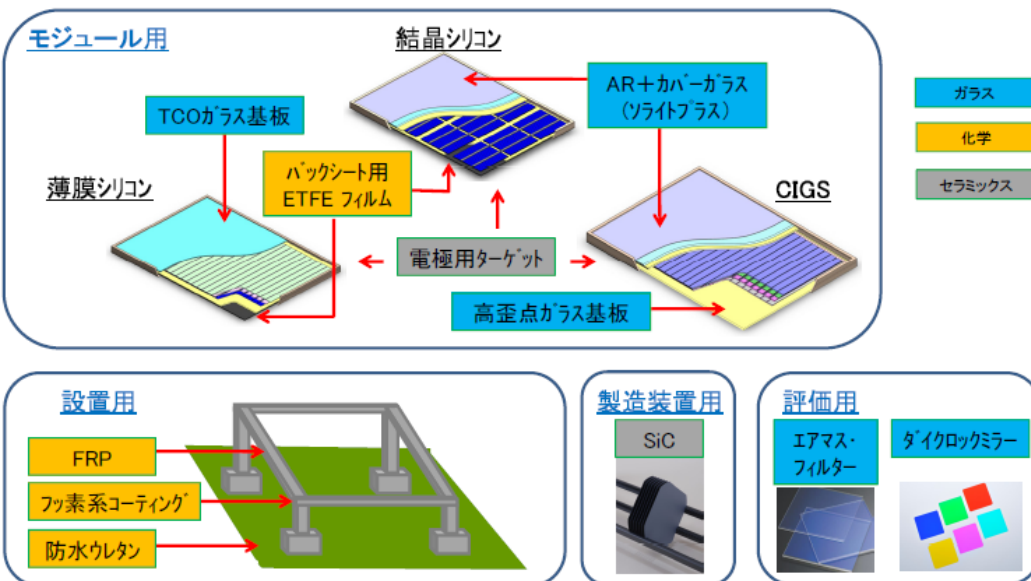 モジュール用
結晶シリコン
AR+カバーガラス
(ソライトプラス)
TCOガラス基板
バックシート用
ETFE フィルム
薄膜シリコン
CIGS
電極用ターゲット
高歪点ガラス基板
ガラス
化学
セラミックス
設置用
FRP
フッ素系コーティング
防水ウレタン
製造装置用
SiC
評価用
エアマス・
フィルター
ダイクロックミラー